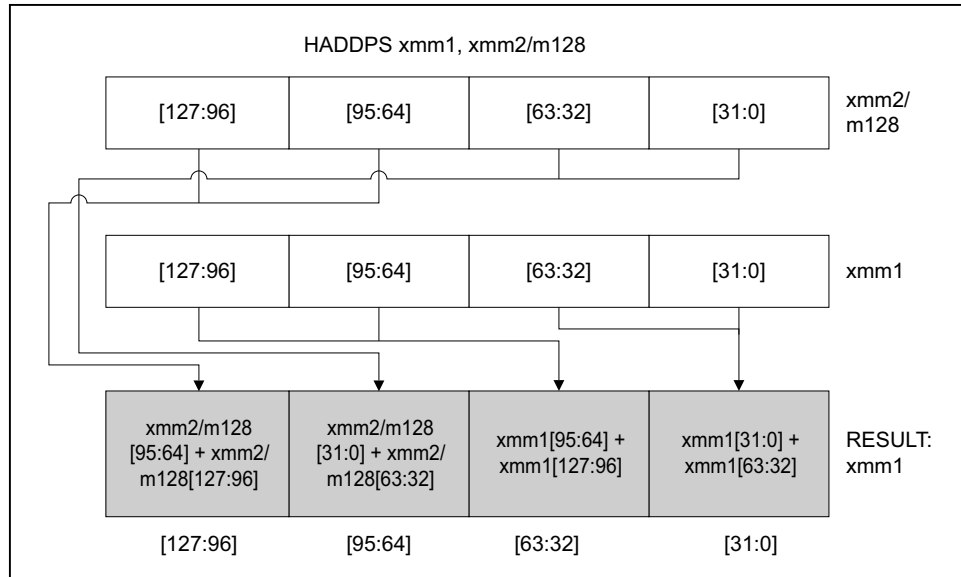 HADDPS xmm1, xmm2/m128
[127:96] [95:64] [63:32] [31:0]
xmm2/
m128
[127:96] [95:64] [63:32] [31:0] xmm1
xmm2/m128
[95:64] + xmm2/
m128[127:96]
xmm2/m128
[31:0] + xmm2/
m128[63:32]
xmm1[95:64] +
xmm1[127:96]
xmm1[31:0] +
xmm1[63:32]
RESULT:
xmm1
[127:96] [95:64] [63:32] [31:0]